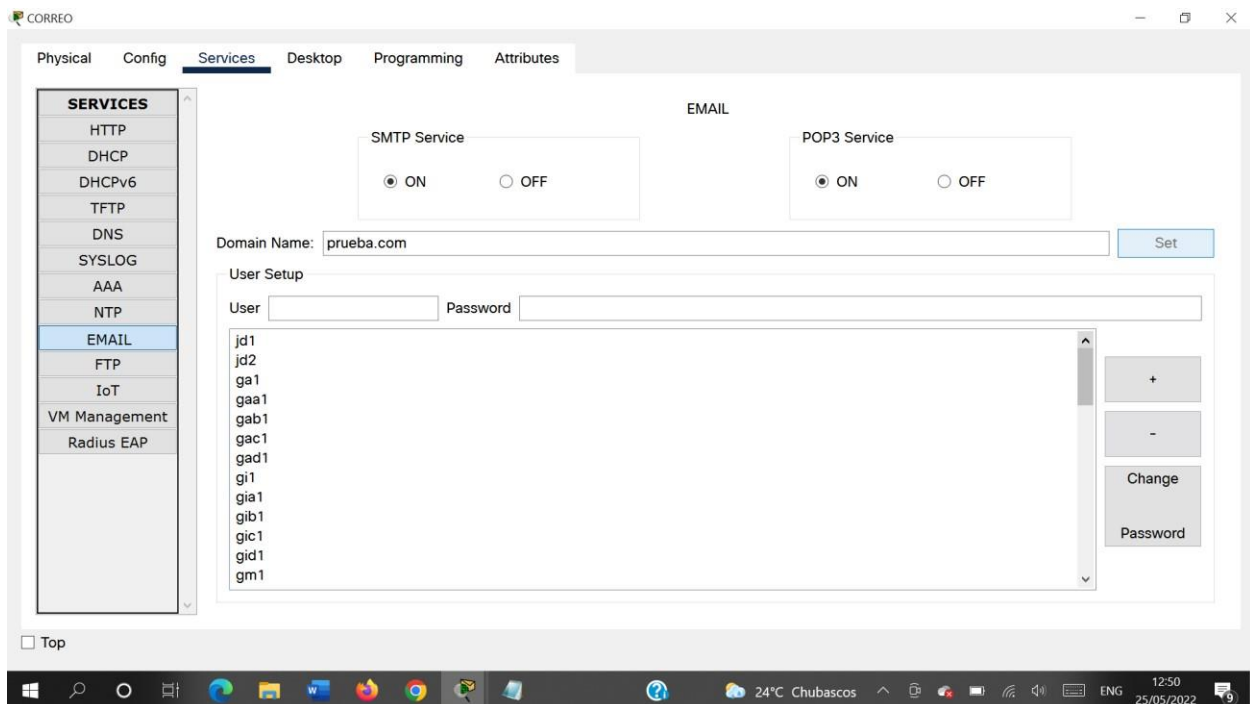 CORREO
Physical Config Services Desktop Programming Attributes
SERVICES
HTTP
DHCP
DHCPv6
TFTP
DNS
SYSLOG
AAA
NTP
EMAIL
FTP
IoT
VM Management
Radius EAP
EMAIL
SMTP Service
ON OFF
POP3 Service
ON OFF
Domain Name: prueba.com Set
User Setup
User Password
jd1
jd2
ga1
gaa1
gab1
gac1
gad1
gi1
gia1
gib1
gic1
gid1
gm1
+
-
Change
Password
Top
24°C Chubascos ENG 12:50
25/05/2022
9